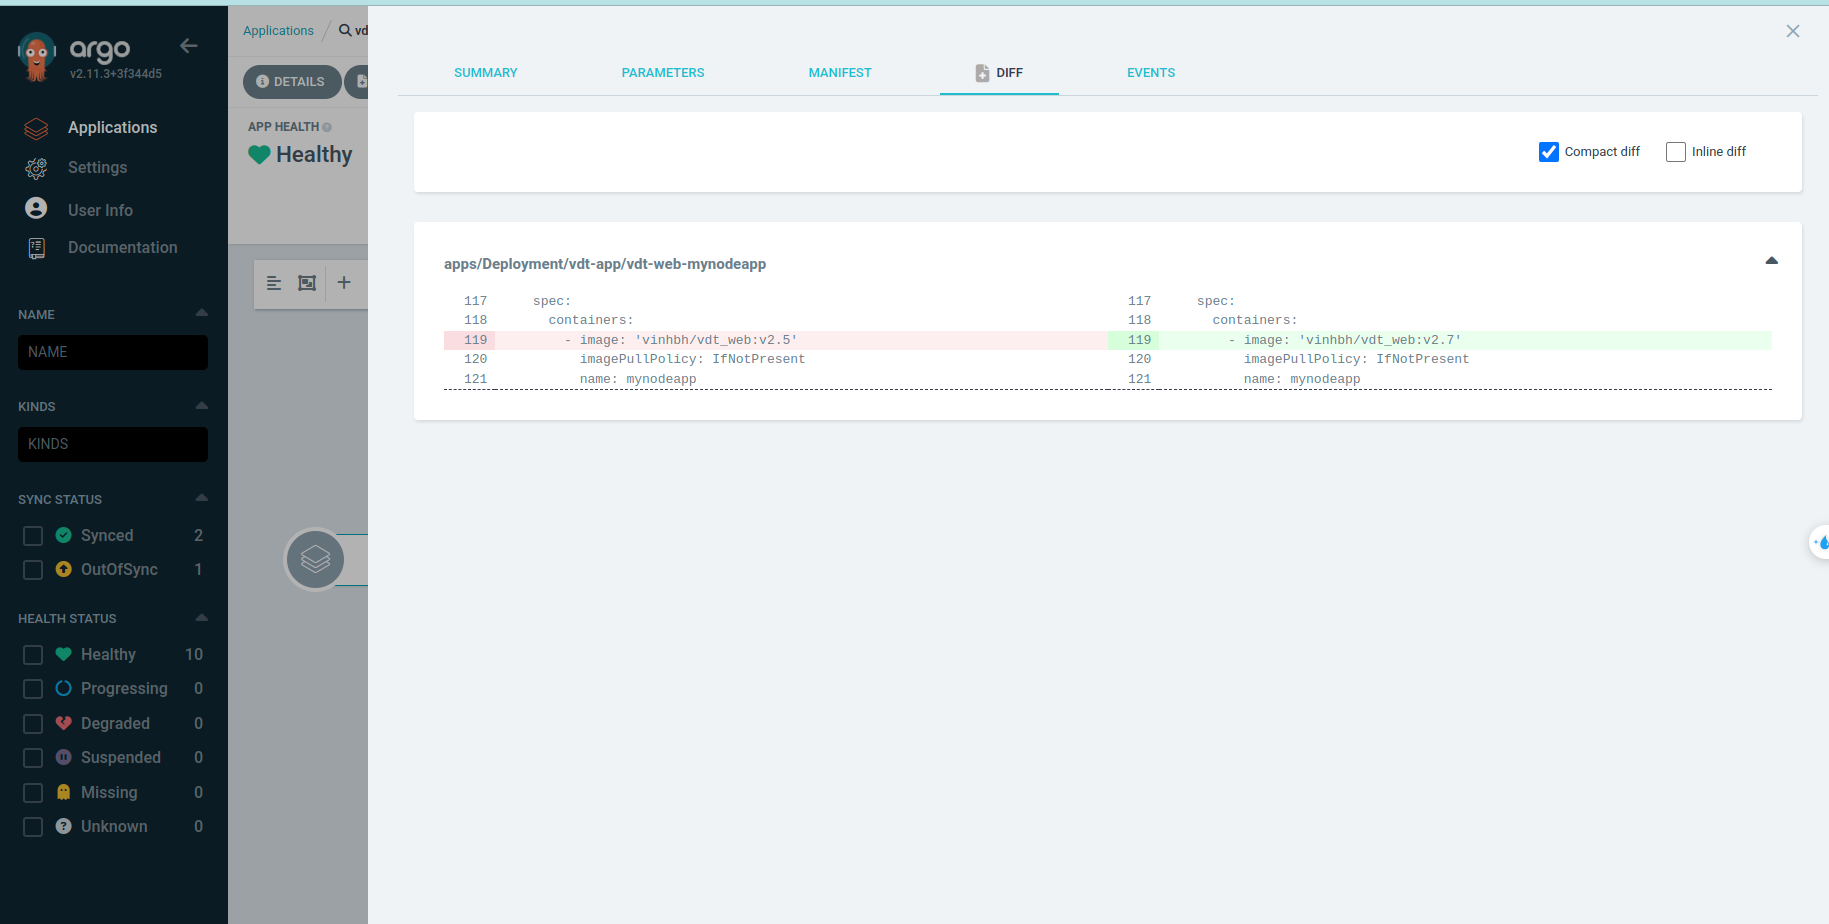 argo
v2.11.3+3f344d5
Applications
Settings
User Info
Documentation
NAME
NAME
KINDS
KINDS
SYNC STATUS
Synced 2
OutOfSync 1
HEALTH STATUS
Healthy 10
Progressing 0
Degraded 0
Suspended 0
Missing 0
Unknown 0
Applications / vd
DETAILS
APP HEALTH
Healthy
SUMMARY PARAMETERS MANIFEST DIFF EVENTS
Compact diff Inline diff
apps/Deployment/vdt-app/vdt-web-mynodeapp
117 spec: 117 spec:
118 containers: 118 containers:
119 - image: 'vinhbh/vdt_web:v2.5' 119 - image: 'vinhbh/vdt_web:v2.7'
120 imagePullPolicy: IfNotPresent 120 imagePullPolicy: IfNotPresent
121 name: mynodeapp 121 name: mynodeapp